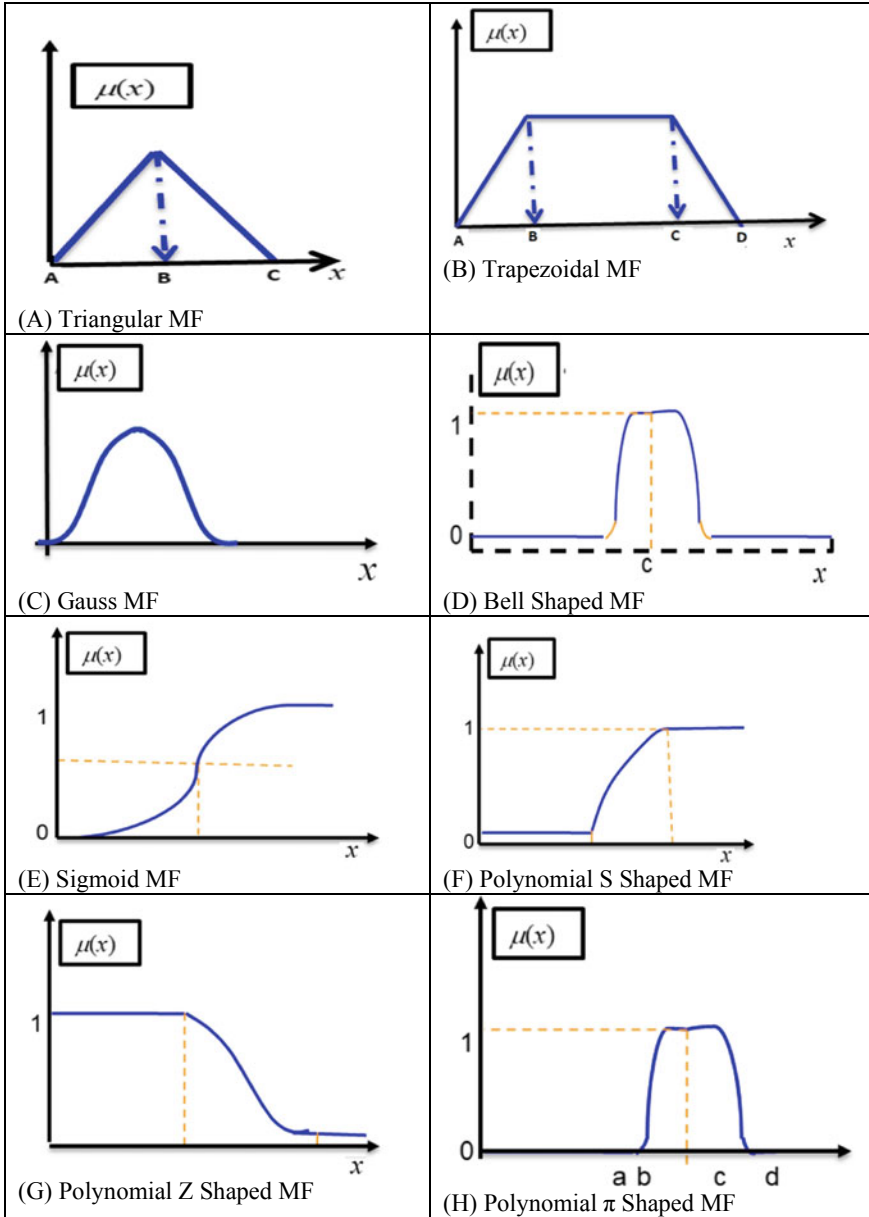 μ(x)
A B C x
(A) Triangular MF
μ(x)
A B C D x
(B) Trapezoidal MF
μ(x)
x
(C) Gauss MF
μ(x)
1
0
c
x
(D) Bell Shaped MF
μ(x)
1
0
x
(E) Sigmoid MF
μ(x)
1
0
x
(F) Polynomial S Shaped MF
μ(x)
1
x
(G) Polynomial Z Shaped MF
μ(x)
1
0
a b c d
(H) Polynomial π Shaped MF